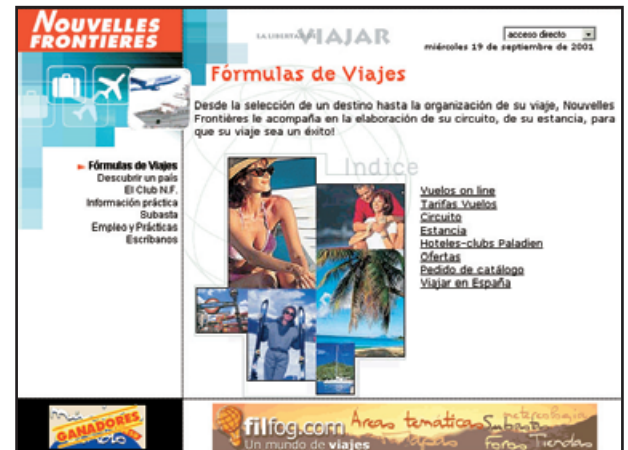 NOUVELLES
FRONTIERES
LA LIBERTAD DE VIAJAR
acceso directo
miércoles 19 de septiembre de 2001
Fórmulas de Viajes
Desde la selección de un destino hasta la organización de su viaje, Nouvelles
Frontières le acompaña en la elaboración de su circuito, de su estancia, para
que su viaje sea un éxito!
Fórmulas de Viajes
Descubrir un país
El Club N.F.
Información práctica
Subasta
Empleo y Prácticas
Escríbanos
Indice
Vuelos on line
Tarifas Vuelos
Circuito
Estancia
Hoteles-clubs Paladien
Ofertas
Pedido de catálogo
Viajar en España
GANADORES
filfog.com
Un mundo de viajes
Areas temáticas
Foros Tiendas